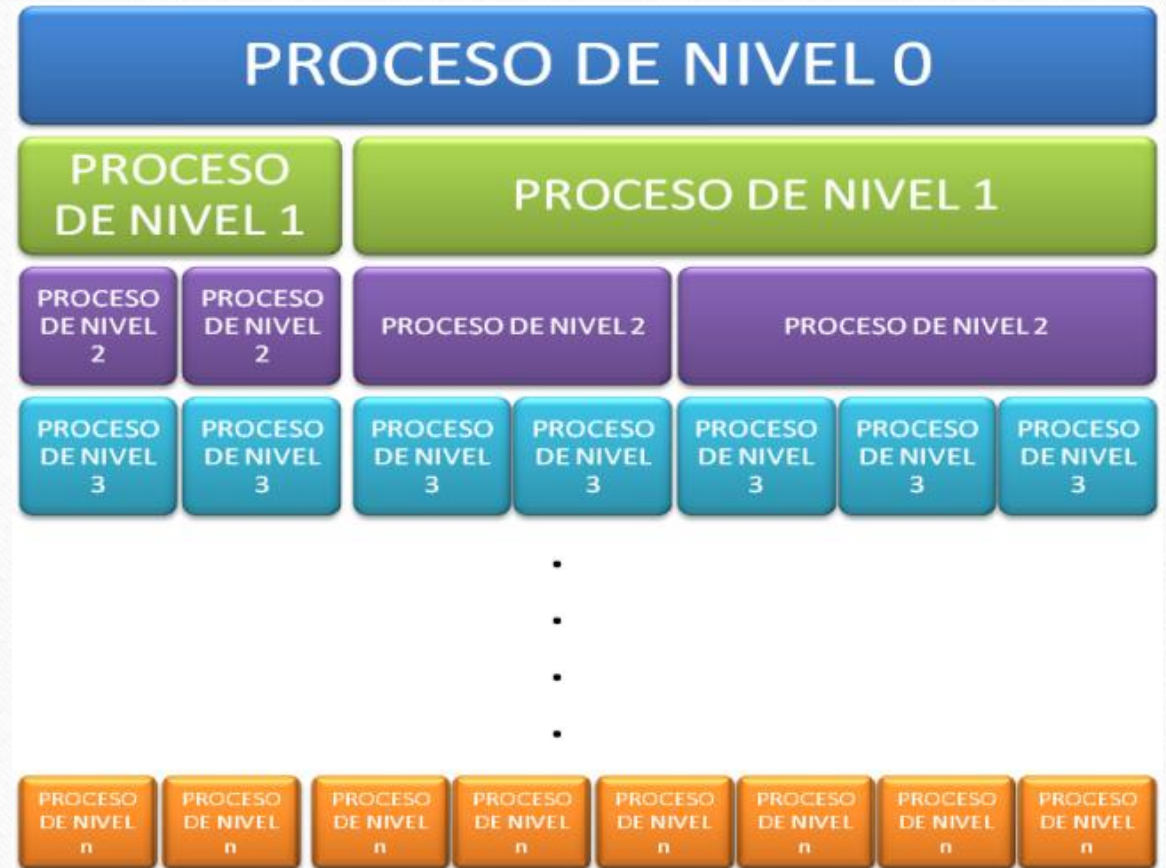 PROCESO DE NIVEL 0
PROCESO
DE NIVEL 1
PROCESO DE NIVEL 1
PROCESO
DE NIVEL
2
PROCESO
DE NIVEL
2
PROCESO DE NIVEL 2
PROCESO DE NIVEL 2
PROCESO
DE NIVEL
3
PROCESO
DE NIVEL
3
PROCESO
DE NIVEL
3
PROCESO
DE NIVEL
3
PROCESO
DE NIVEL
3
PROCESO
DE NIVEL
3
PROCESO
DE NIVEL
3
.
.
.
.
PROCESO
DE NIVEL
n
PROCESO
DE NIVEL
n
PROCESO
DE NIVEL
n
PROCESO
DE NIVEL
n
PROCESO
DE NIVEL
n
PROCESO
DE NIVEL
n
PROCESO
DE NIVEL
n
PROCESO
DE NIVEL
n